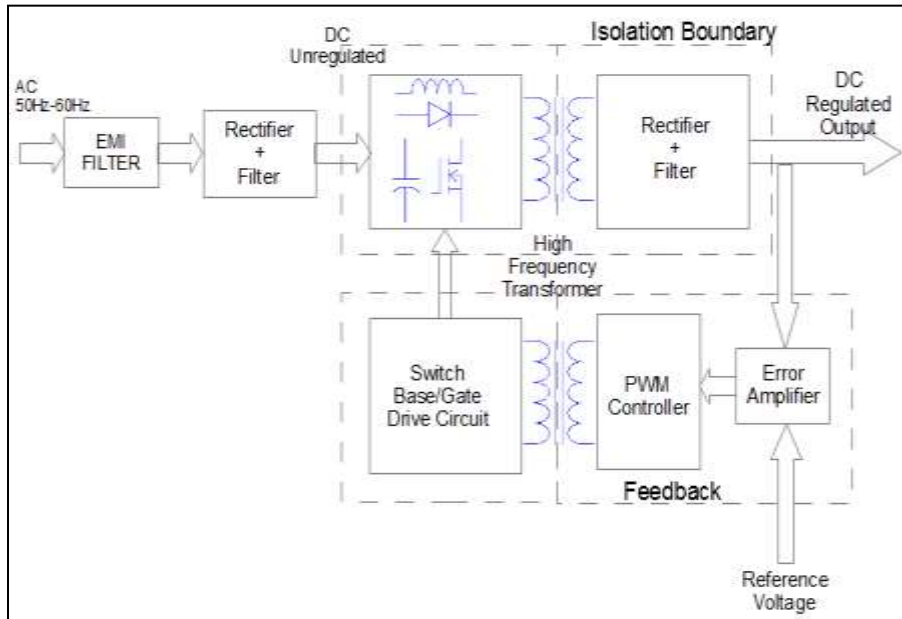 DC
Unregulated
Isolation Boundary
AC
50Hz-60Hz
DC
Regulated
Output
EMI
FILTER
Rectifier
+
Filter
Rectifier
+
Filter
High
Frequency
Transformer
Switch
Base/Gate
Drive Circuit
PWM
Controller
Error
Amplifier
Feedback
Reference
Voltage